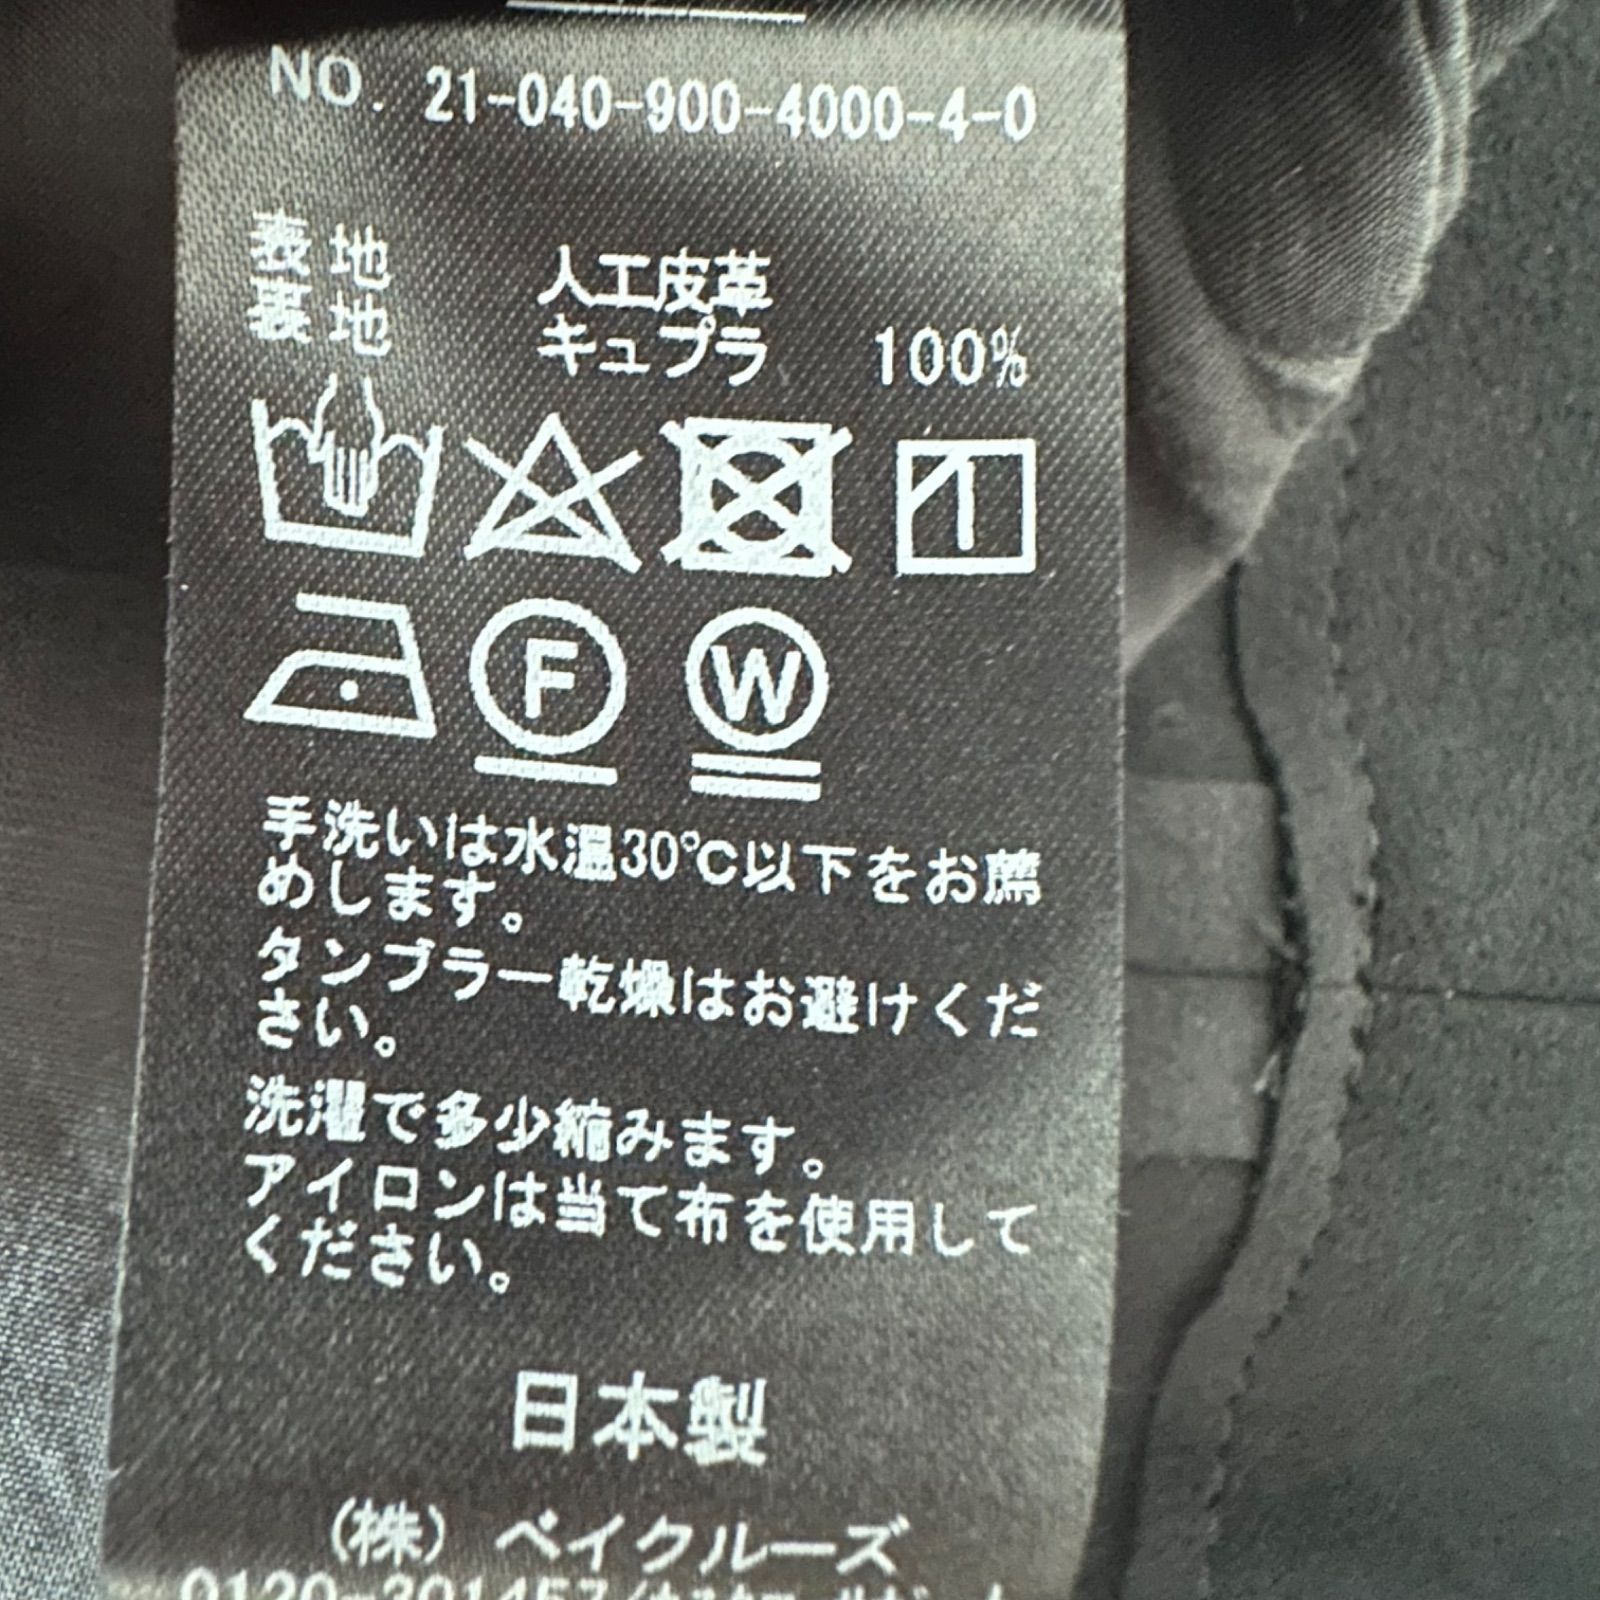 NO. 21-040-900-4000-4-0
表地 人工皮革
裏地 キュプラ 100%
F
W
手洗いは水温30℃以下をお薦
めします。
タンブラー乾燥はお避けくだ
さい。
洗濯で多少縮みます。
アイロンは当て布を使用して
ください。
日本製
(株) ベイクルーズ
0120-301457